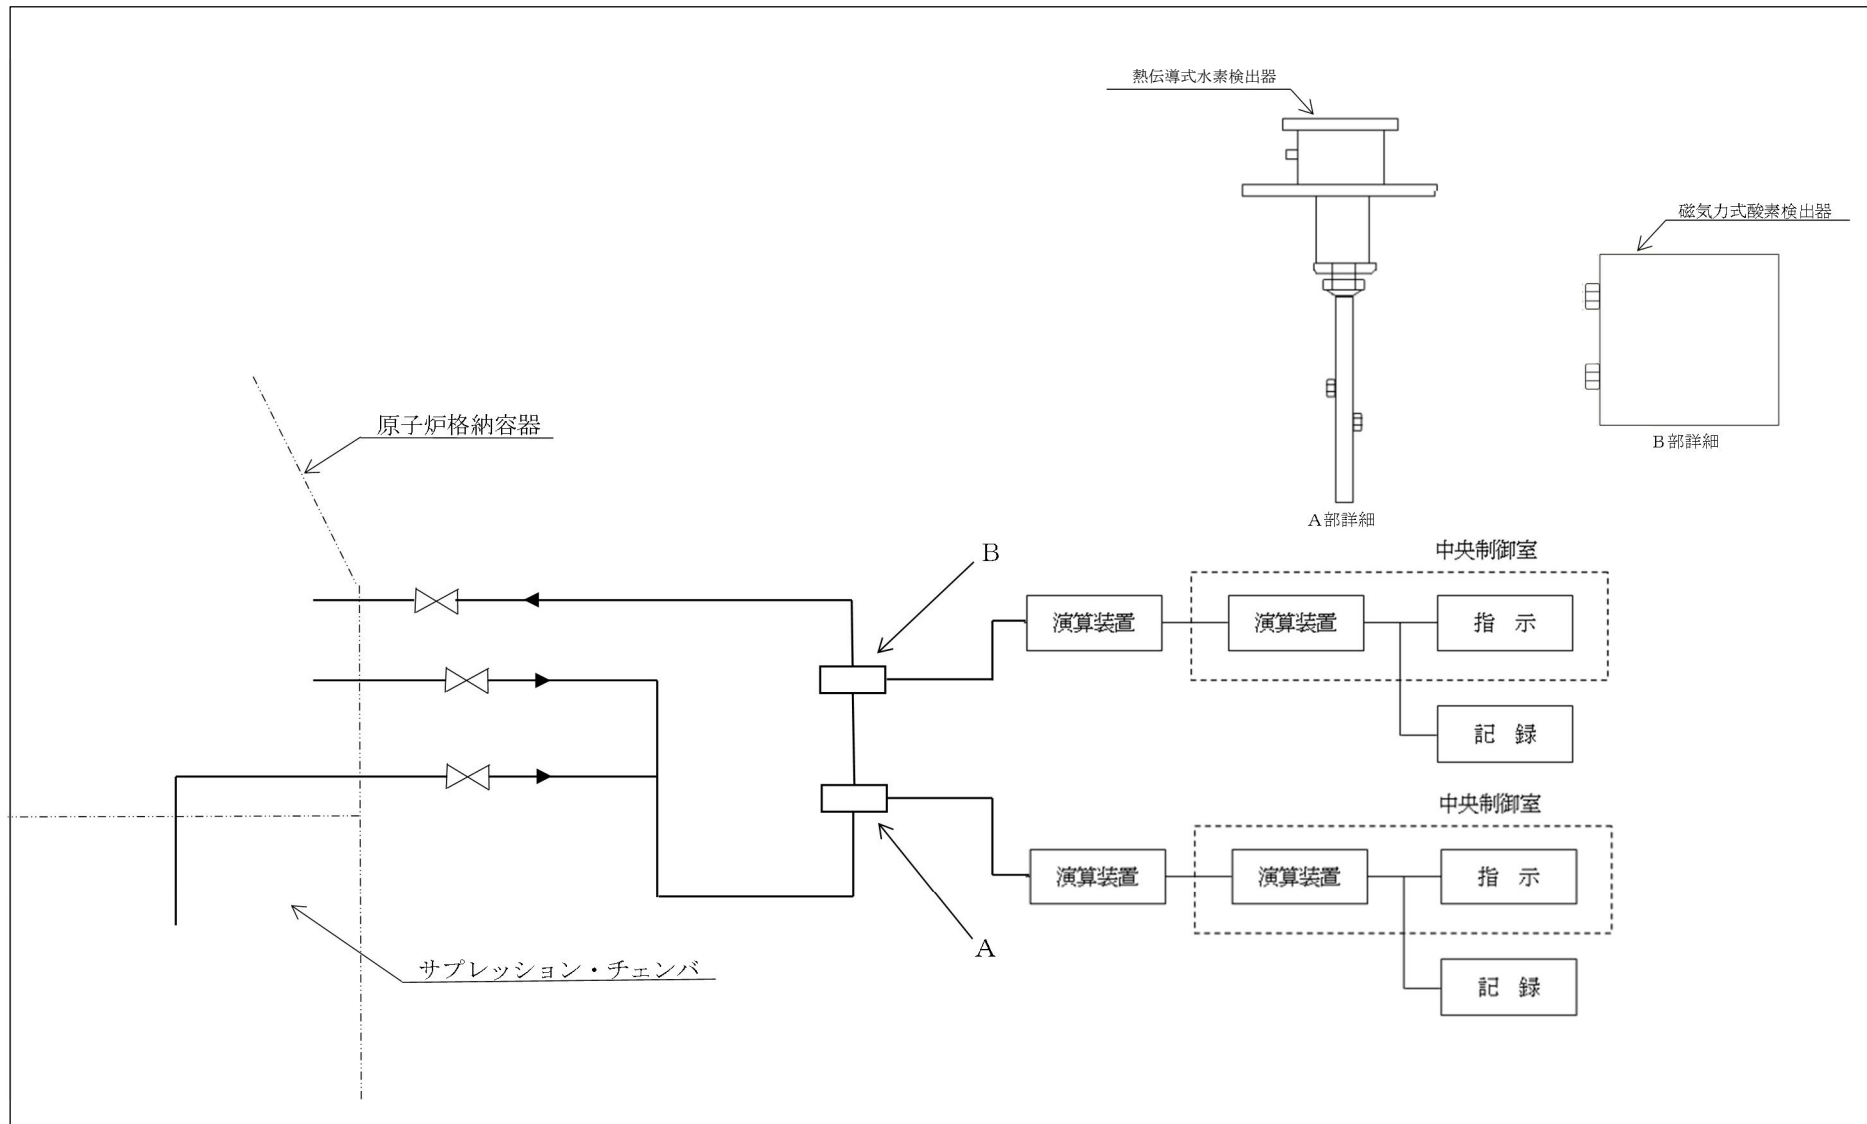 熱伝導式水素検出器
磁気力式酸素検出器
B部詳細
A部詳細
原子炉格納容器
B
中央制御室
演算装置
演算装置
指 示
記 録
中央制御室
A
演算装置
演算装置
指 示
記 録
サプレッション・チェンバ